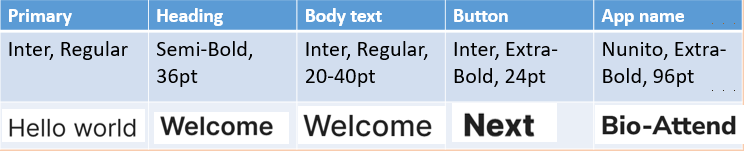 Primary Heading Body text Button App name
Inter, Regular Semi-Bold, Inter, Regular, Inter, Extra- Nunito, Extra-
36pt 20-40pt Bold, 24pt Bold, 96pt
Hello world Welcome Welcome Next Bio-Attend